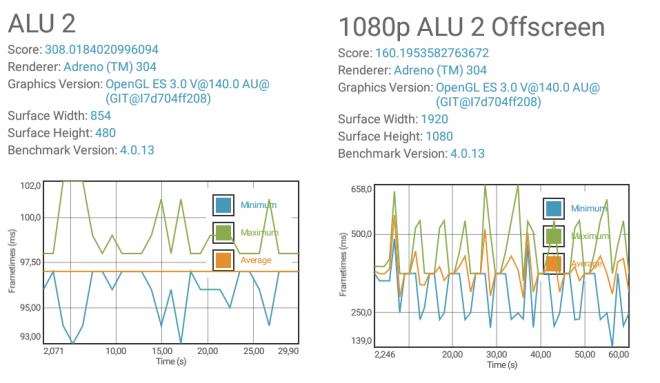 ALU 2
Score: 308.0184020996094
Renderer: Adreno (TM) 304
Graphics Version: OpenGL ES 3.0 V@140.0 AU@
(GIT@I7d704ff208)
Surface Width: 854
Surface Height: 480
Benchmark Version: 4.0.13
102,0
100,0
97,50
95,00
93,00
Frametimes (ms)
Minimum
Maximum
Average
2,071
10,00
15,00
20,00
25,00
29,90
Time (s)
1080p ALU 2 Offscreen
Score: 160.1953582763672
Renderer: Adreno (TM) 304
Graphics Version: OpenGL ES 3.0 V@140.0 AU@
(GIT@I7d704ff208)
Surface Width: 1920
Surface Height: 1080
Benchmark Version: 4.0.13
658,0
500,0
250,0
139,0
Frametimes (ms)
Minimum
Maximum
Average
2,246
20,00
30,00
40,00
50,00
60,00
Time (s)